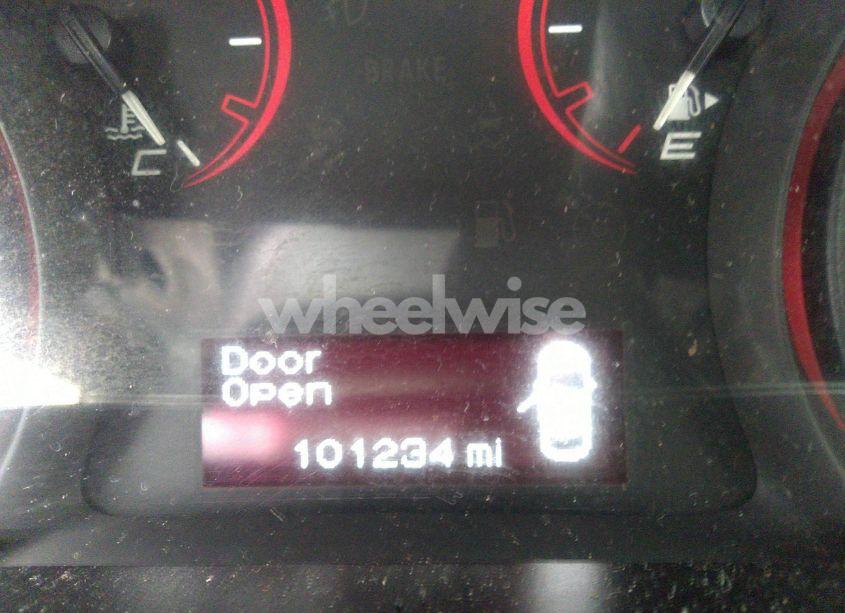 BRAKE
C
E
wheelwise
Door
Open
101234 mi